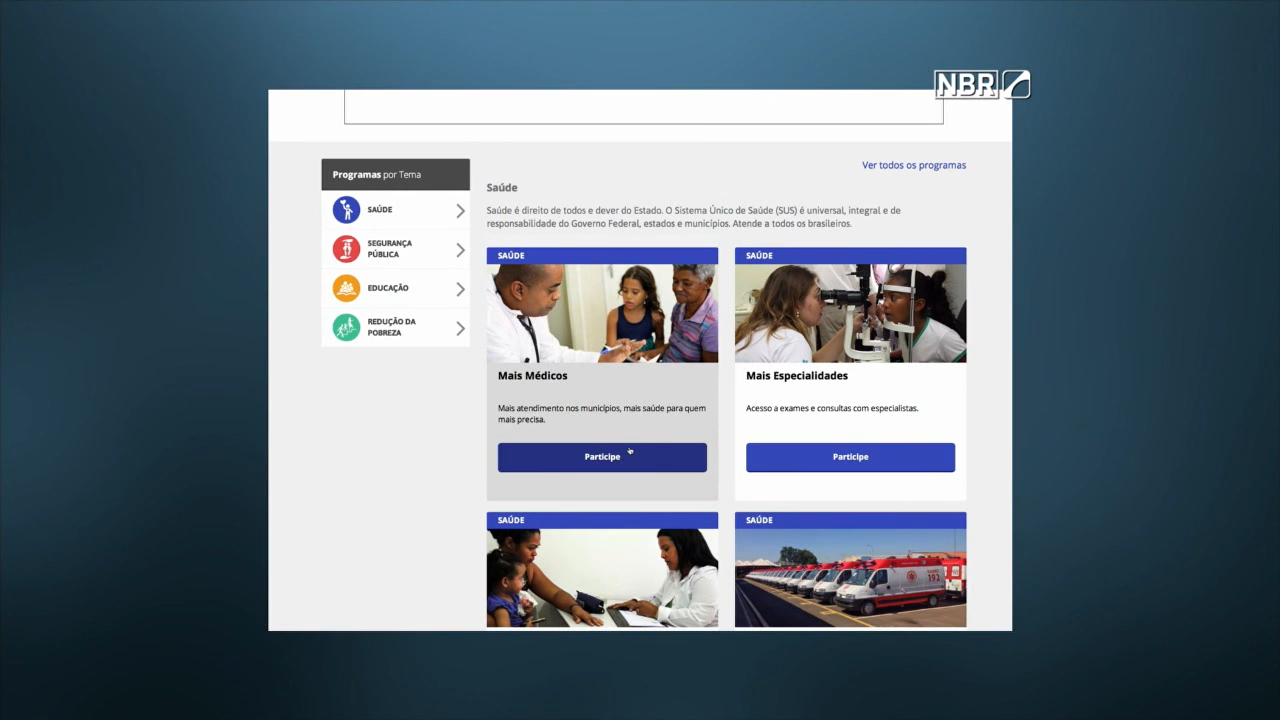 NBR
Ver todos os programas
Programas por Tema
SAÚDE
SEGURANÇA
PÚBLICA
EDUCAÇÃO
REDUÇÃO DA
POBREZA
Saúde
Saúde é direito de todos e dever do Estado. O Sistema Único de Saúde (SUS) é universal, integral e de
responsabilidade do Governo Federal, estados e municípios. Atende a todos os brasileiros.
SAÚDE
Mais Médicos
Mais atendimento nos municípios, mais saúde para quem
mais precisa.
Participe
SAÚDE
Mais Especialidades
Acesso a exames e consultas com especialistas.
Participe
SAÚDE
SAÚDE
192